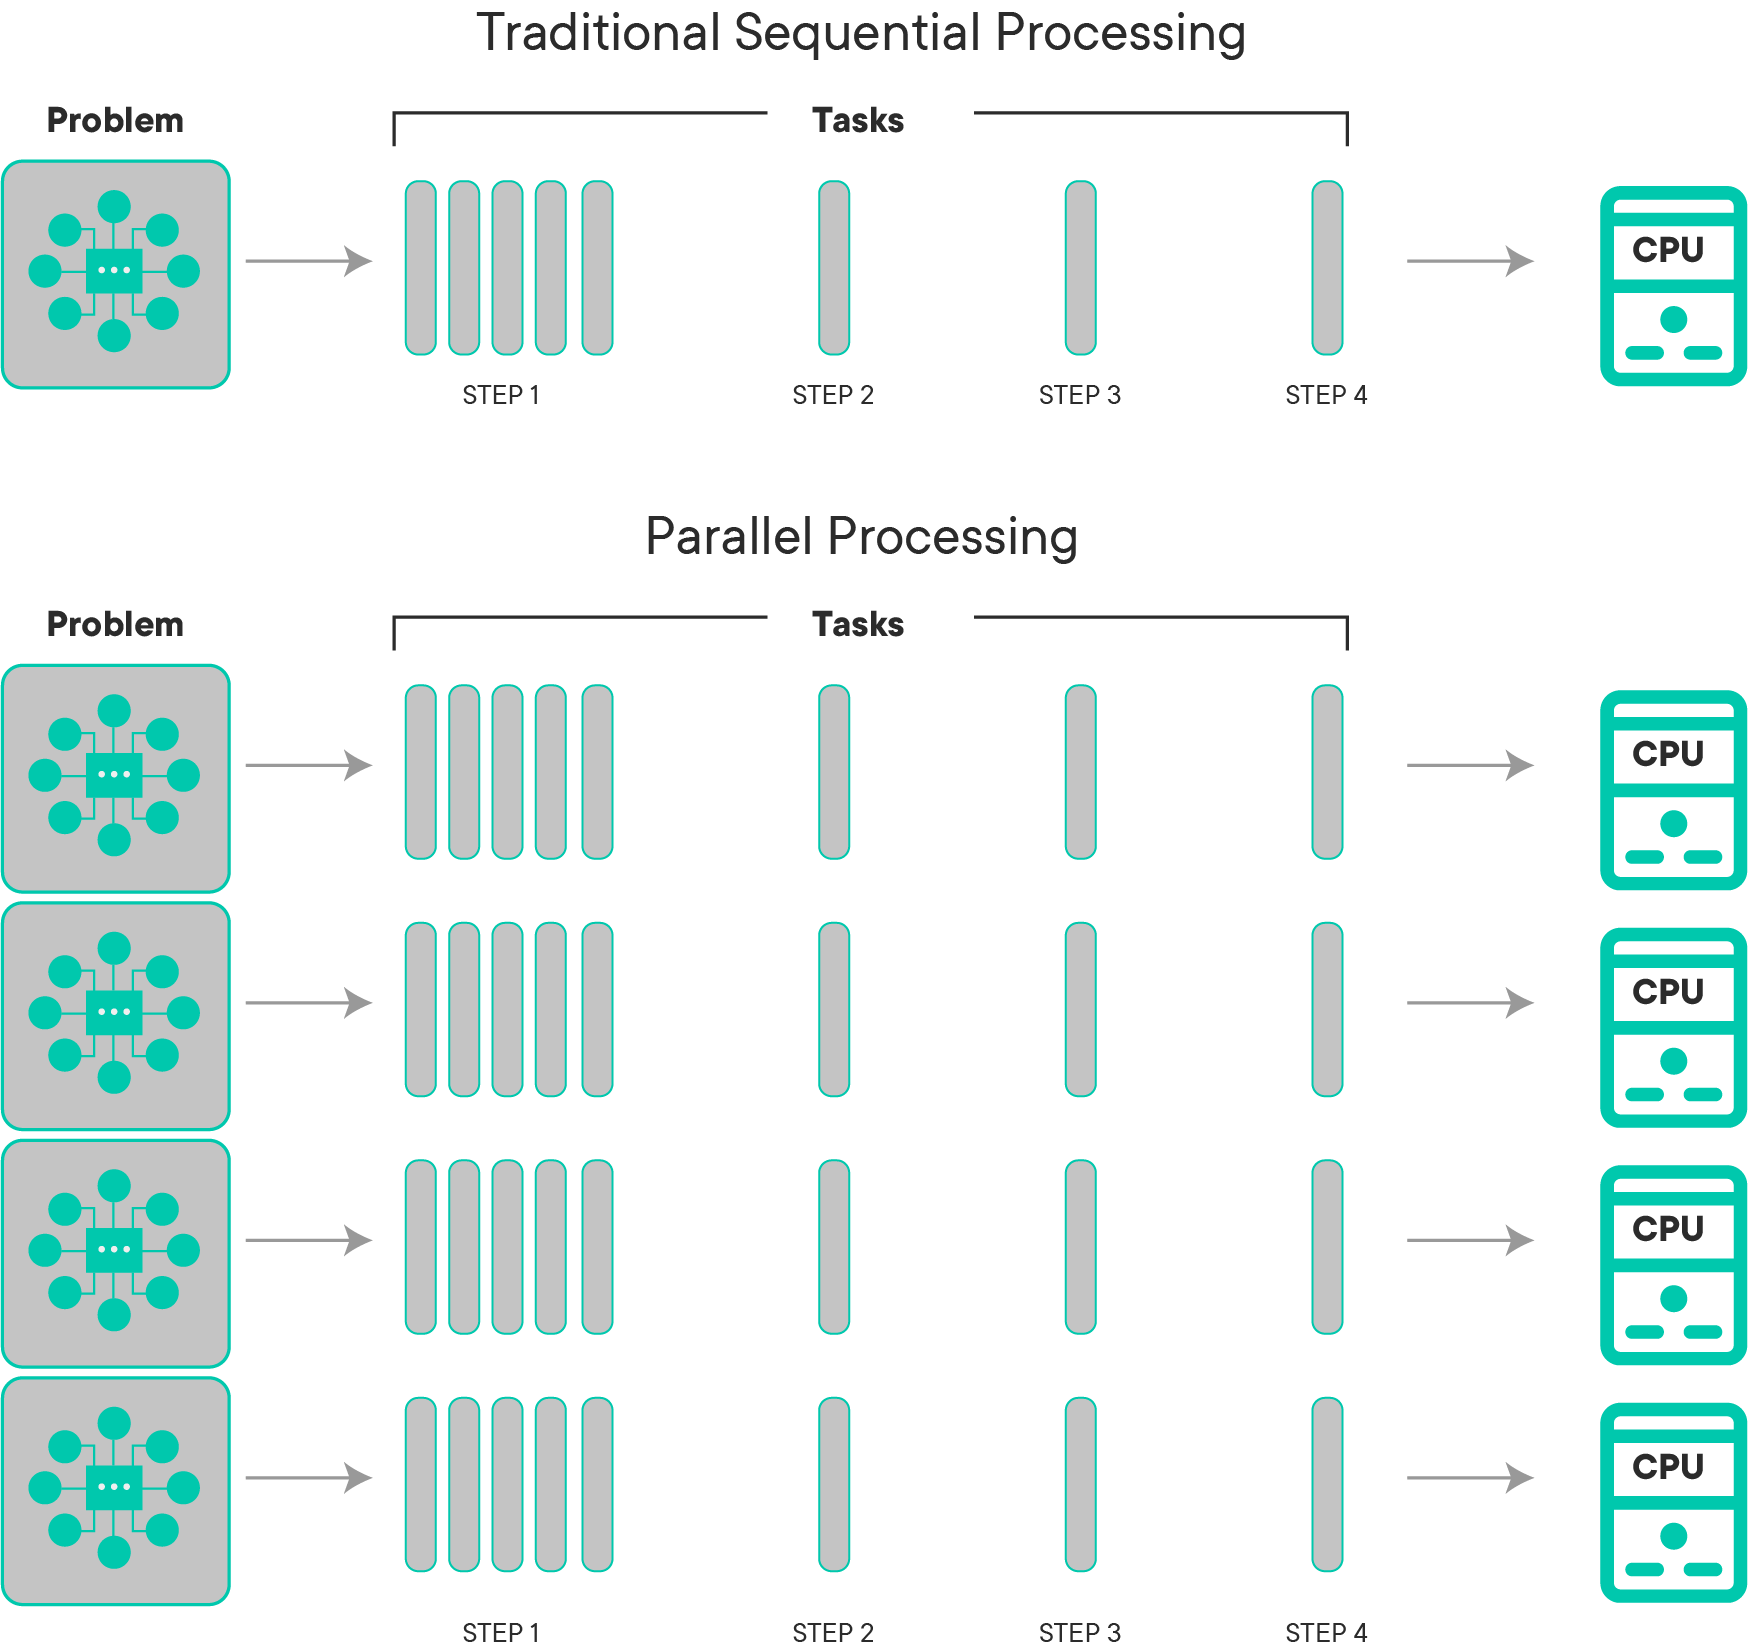 Traditional Sequential Processing
Problem
Tasks
CPU
STEP 1
STEP 2
STEP 3
STEP 4
Parallel Processing
Problem
Tasks
CPU
CPU
CPU
CPU
STEP 1
STEP 2
STEP 3
STEP 4